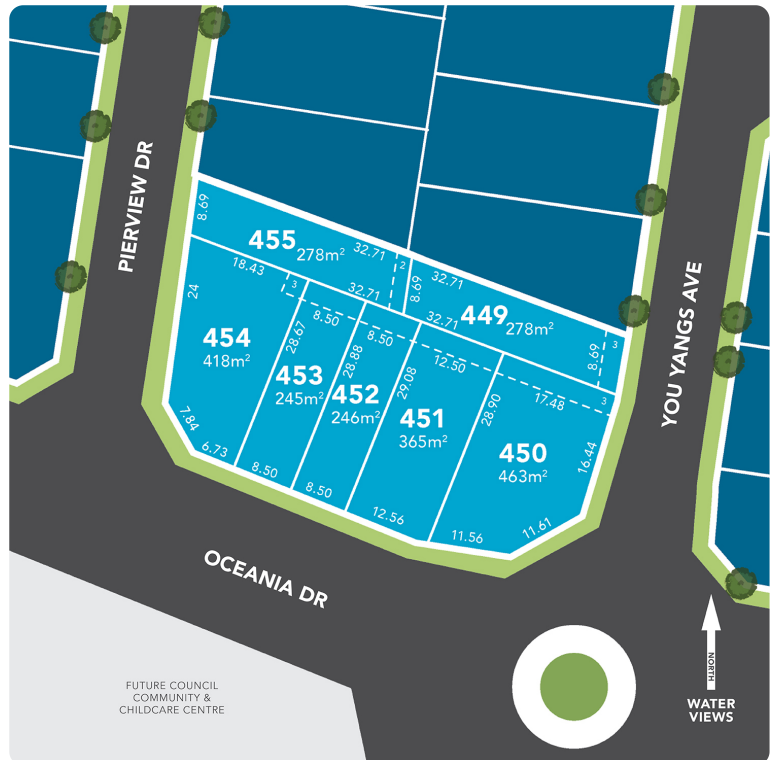 PIERVIEW DR
YOU YANGS AVE
OCEANIA DR
8.69
455
278m²
32.71
2
32.71
8.69
32.71
449
278m²
32.71
8.69
3
18.43
3
24
454
418m²
7.84
6.73
8.50
28.67
453
245m²
8.50
8.50
28.88
452
246m²
8.50
12.50
29.08
451
365m²
12.56
17.48
3
28.90
450
463m²
16.44
11.61
11.56
FUTURE COUNCIL
COMMUNITY &
CHILDCARE CENTRE
NORTH
WATER
VIEWS